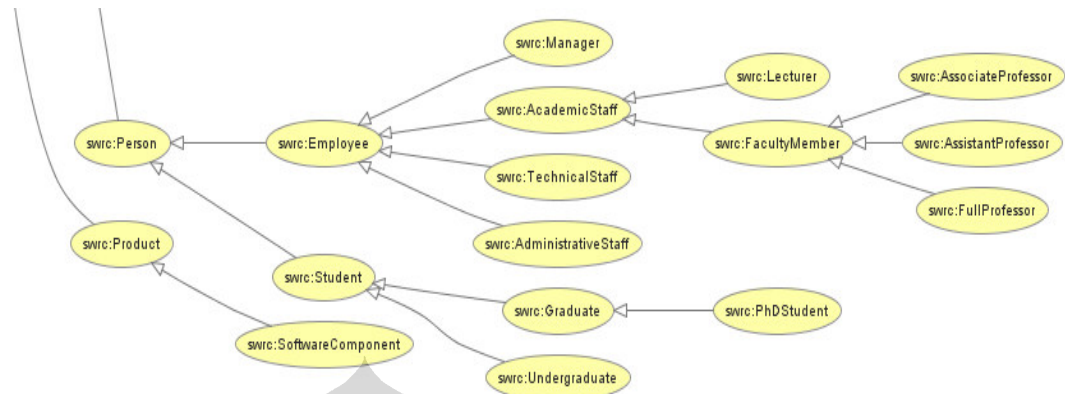 swrc:Manager
swrc:Lecturer
swrc:AssociateProfessor
swrc:AcademicStaff
swrc:Person
swrc:Employee
swrc:FacultyMember
swrc:AssistantProfessor
swrc:TechnicalStaff
swrc:FullProfessor
swrc:Product
swrc:AdministrativeStaff
swrc:Student
swrc:Graduate
swrc:PhDStudent
swrc:SoftwareComponent
swrc:Undergraduate